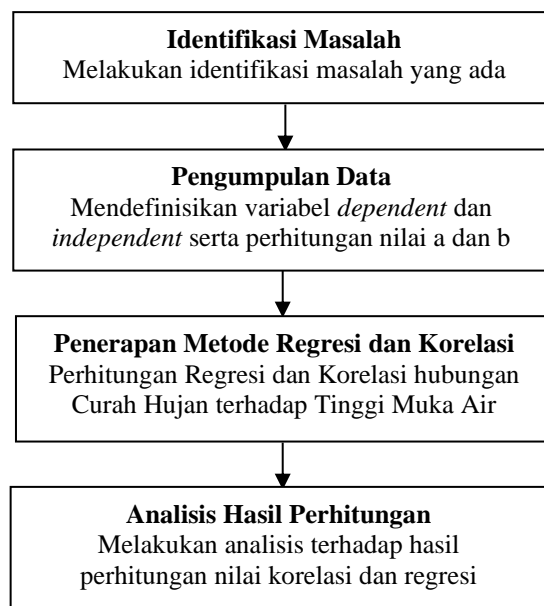 Identifikasi Masalah
Melakukan identifikasi masalah yang ada
Pengumpulan Data
Mendefinisikan variabel dependent dan
independent serta perhitungan nilai a dan b
Penerapan Metode Regresi dan Korelasi
Perhitungan Regresi dan Korelasi hubungan
Curah Hujan terhadap Tinggi Muka Air
Analisis Hasil Perhitungan
Melakukan analisis terhadap hasil
perhitungan nilai korelasi dan regresi